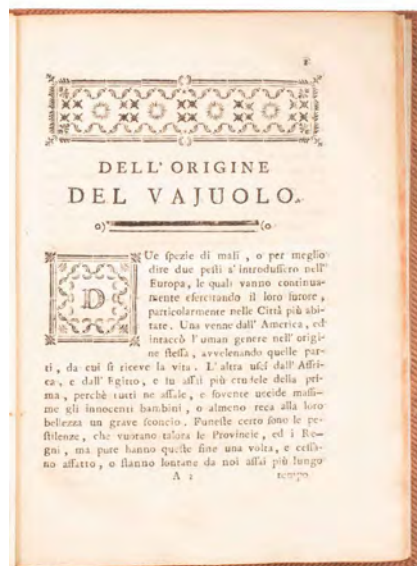 DELL' ORIGINE
DEL VAJUOLO.
DUe ſpezie di mali, o per meglio
dire due peſti s' introduſſero nell'
Europa, le quali vanno continua-
mente eſercitando il loro furore,
particolarmente nelle Città più abi-
tate. Una venne dall' America, ed
intaccò l' uman genere nell' origi-
ne ſteſſa, avvelenando quelle par-
ti, da cui ſi riceve la vita. L' altra uſcì dall' Affri-
ca, e dall' Egitto, e fu aſſai più crudele della pri-
ma, perchè tutti ne aſſale, e ſovente uccide maſſi-
me gli innocenti bambini, o almeno reca alla loro
bellezza un grave ſconcio. Funeſte certo ſono le pe-
ſtilenze, che vuotano talora le Provincie, ed i Re-
gni, ma pure hanno queſte fine una volta, e ceſſa-
no affatto, o ſtanno lontane da noi aſſai più lungo
A 2 tempo